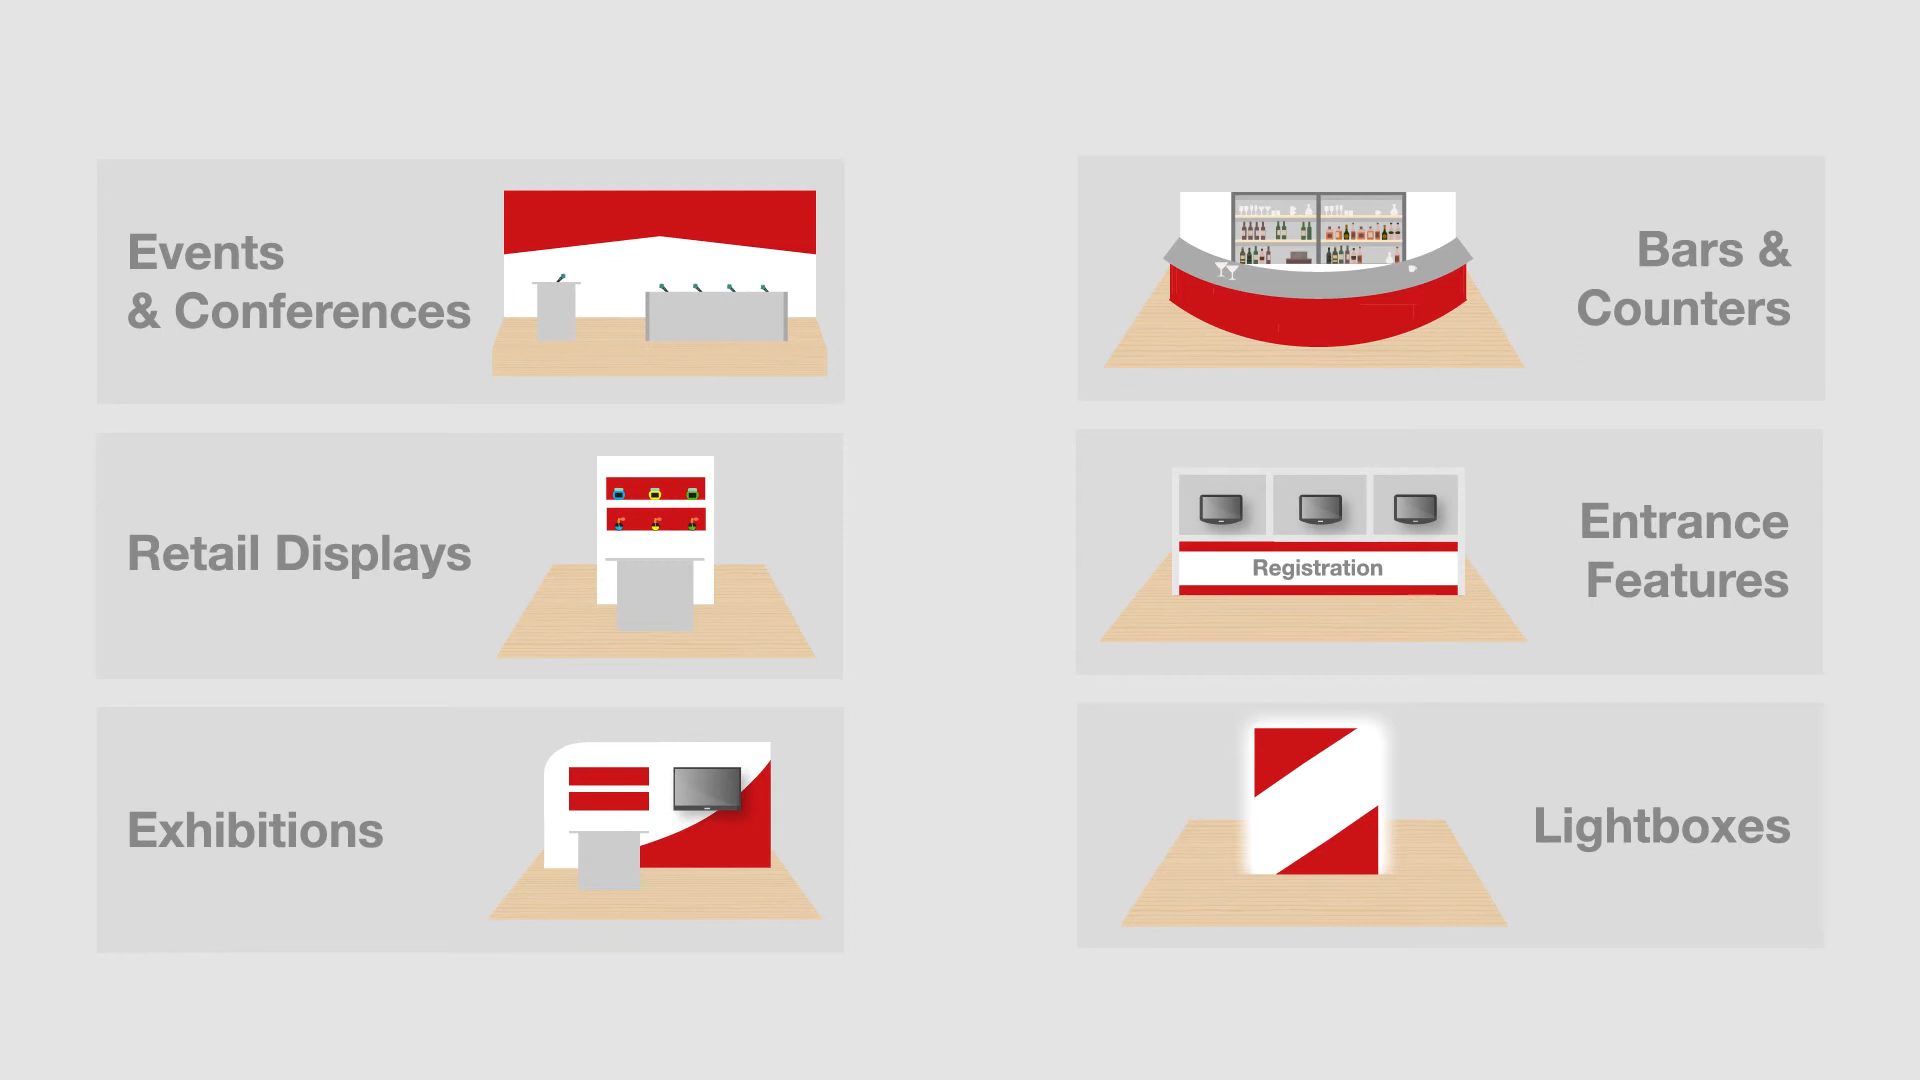 Events
& Conferences
Retail Displays
Exhibitions
Bars &
Counters
Registration
Entrance
Features
Lightboxes